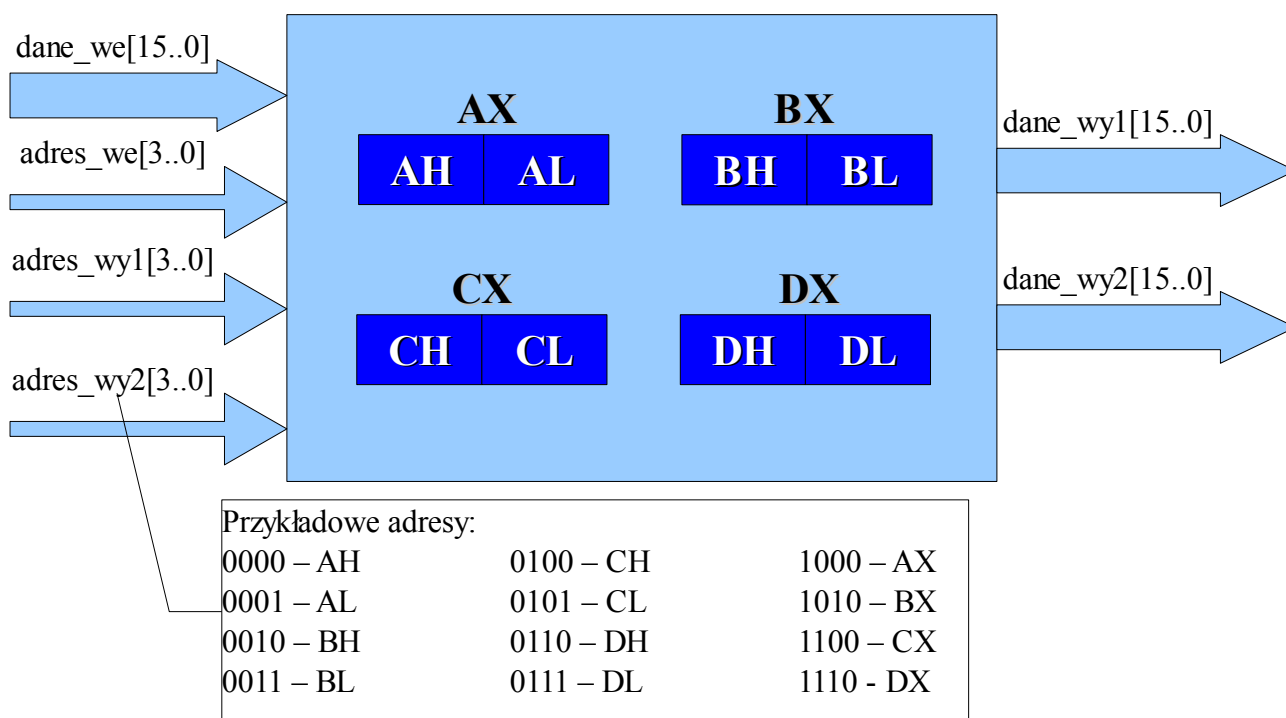 dane_we[15..0]
adres_we[3..0]
adres_wy1[3..0]
adres_wy2[3..0]
AX
AH AL
BX
BH BL
CX
CH CL
DX
DH DL
dane_wy1[15..0]
dane_wy2[15..0]
Przykładowe adresy:
0000 – AH 0100 – CH 1000 – AX
0001 – AL 0101 – CL 1010 – BX
0010 – BH 0110 – DH 1100 – CX
0011 – BL 0111 – DL 1110 - DX